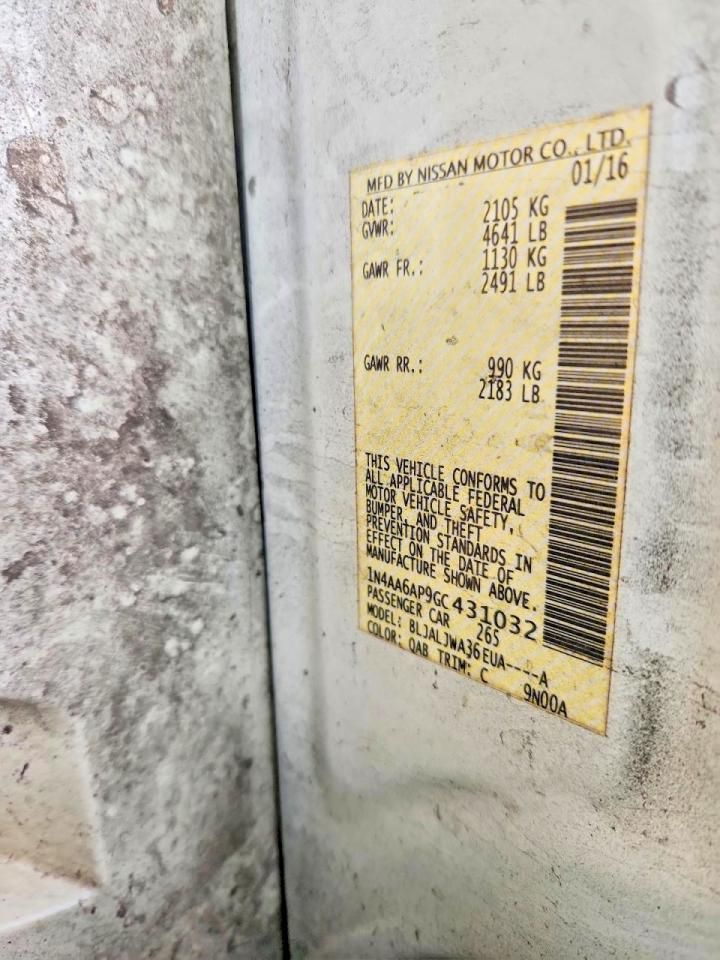 MFD BY NISSAN MOTOR CO., LTD.
DATE: 01/16
GVWR: 2105 KG
4641 LB
GAWR FR.: 1130 KG
2491 LB
GAWR RR.: 990 KG
2183 LB
THIS VEHICLE CONFORMS TO
ALL APPLICABLE FEDERAL
MOTOR VEHICLE SAFETY,
BUMPER, AND THEFT
PREVENTION STANDARDS IN
EFFECT ON THE DATE OF
MANUFACTURE SHOWN ABOVE.
1N4AA6AP9GC431032
PASSENGER CAR 265
MODEL: BLJALJWA36EUA----A
COLOR: QAB TRIM: C 9N00A